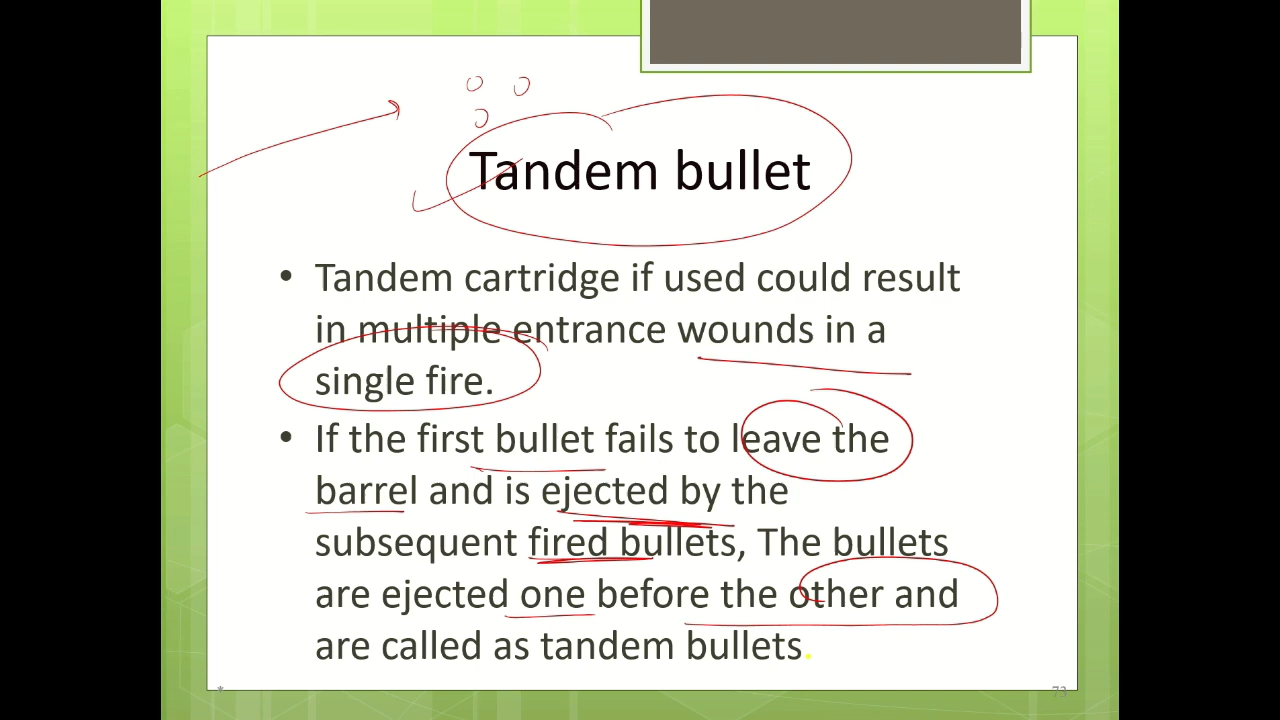 Tandem bullet
• Tandem cartridge if used could result
in multiple entrance wounds in a
single fire.
• If the first bullet fails to leave the
barrel and is ejected by the
subsequent fired bullets, The bullets
are ejected one before the other and
are called as tandem bullets.
* 73